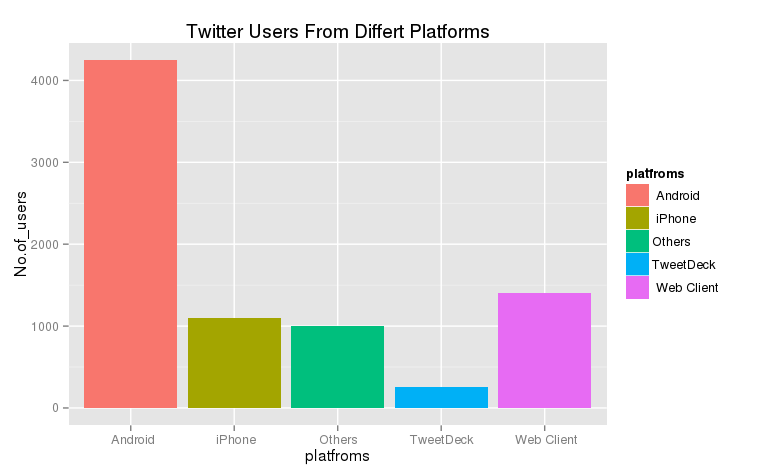 Twitter Users From Differt Platforms
No.of_users
4000
3000
2000
1000
0
Android iPhone Others TweetDeck Web Client
platfroms
platfroms
Android
iPhone
Others
TweetDeck
Web Client